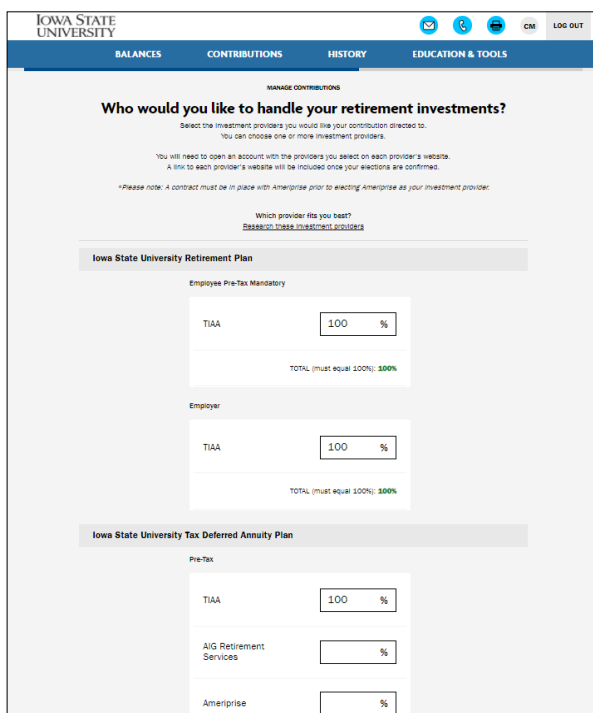 IOWA STATE
UNIVERSITY
CM
LOG OUT
BALANCES CONTRIBUTIONS HISTORY EDUCATION & TOOLS
MANAGE CONTRIBUTIONS
Who would you like to handle your retirement investments?
Select the investment providers you would like your contribution directed to.
You can choose one or more investment providers.
You will need to open an account with the providers you select on each provider's website.
A link to each provider's website will be included once your elections are confirmed.
*Please note: A contract must be in place with Ameriprise prior to electing Ameriprise as your investment provider.
Which provider fits you best?
Research these investment providers
Iowa State University Retirement Plan
Employee Pre-Tax Mandatory
TIAA 100 %
TOTAL (must equal 100%): 100%
Employer
TIAA 100 %
TOTAL (must equal 100%): 100%
Iowa State University Tax Deferred Annuity Plan
Pre-Tax
TIAA 100 %
AIG Retirement
Services %
Ameriprise %